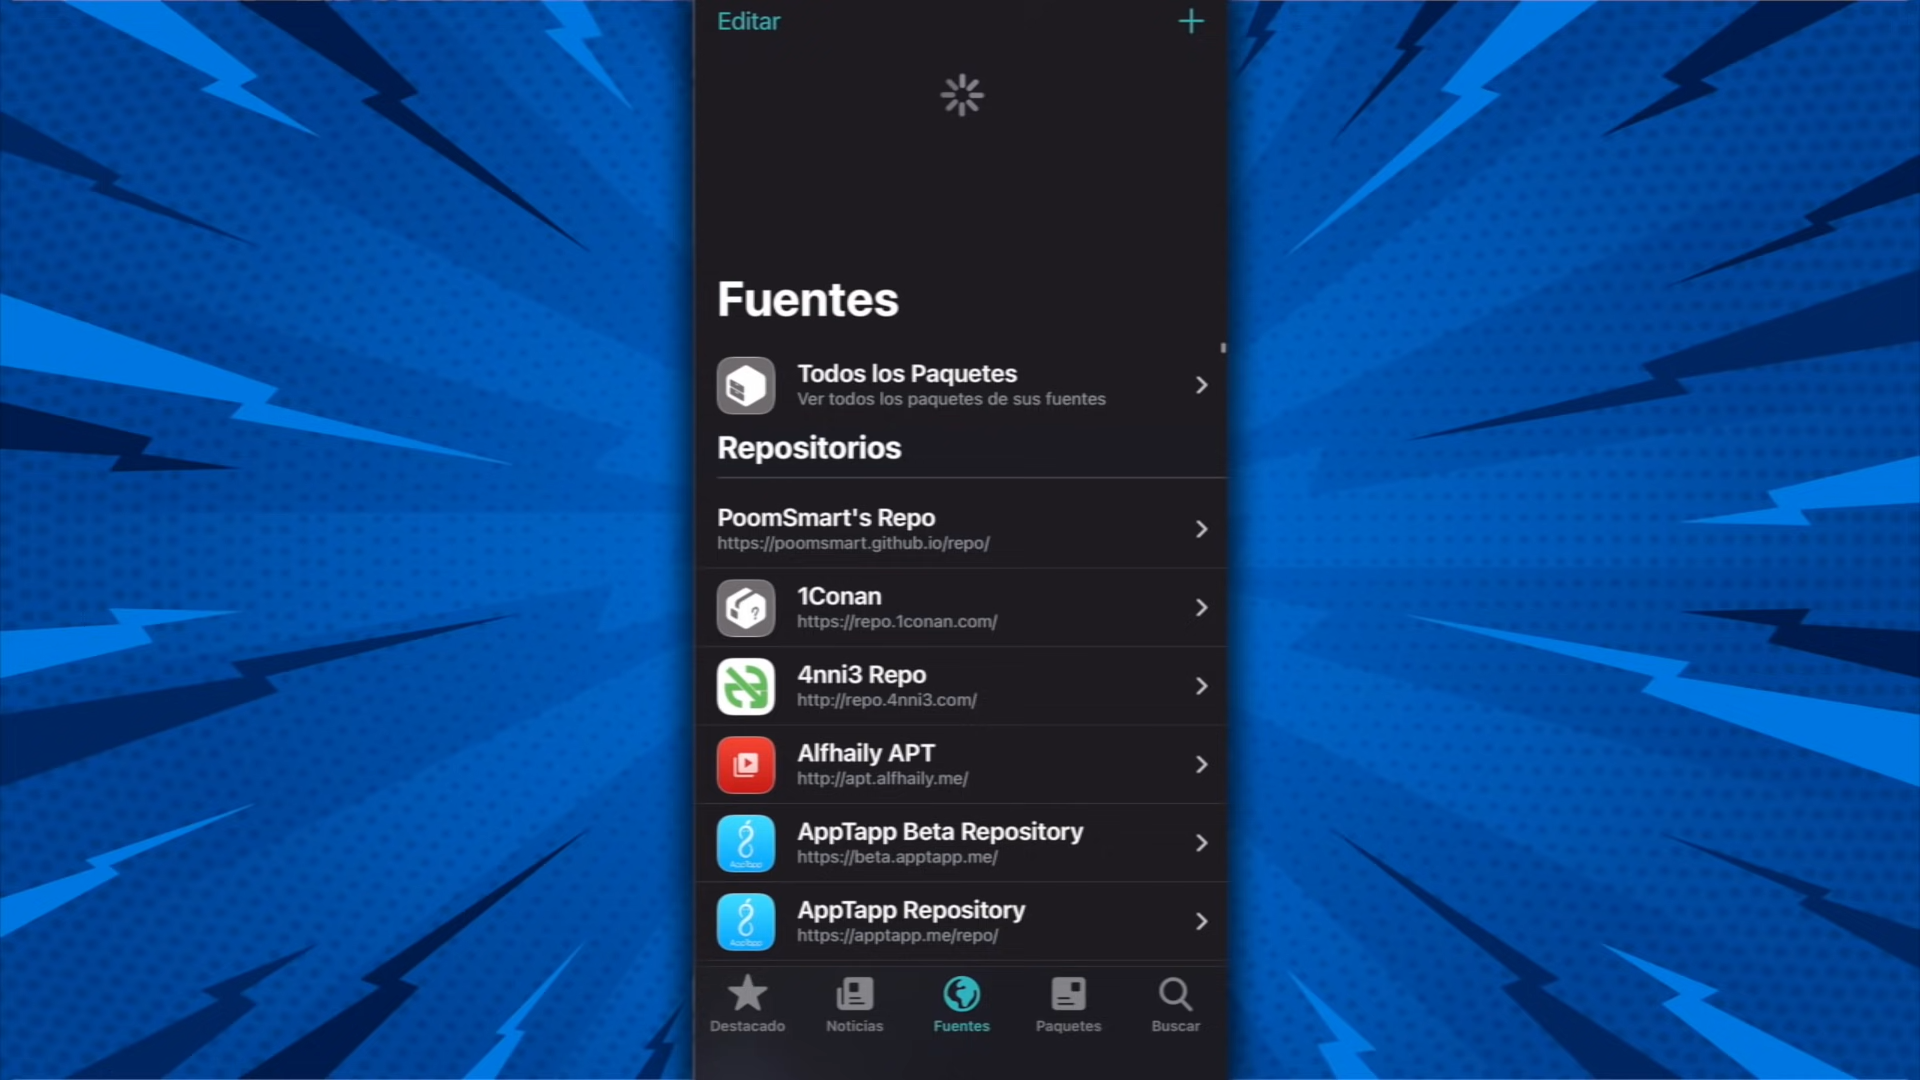 Editar
Fuentes
Todos los Paquetes
Ver todos los paquetes de sus fuentes
Repositorios
PoomSmart's Repo
https://poomsmart.github.io/repo/
1Conan
https://repo.1conan.com/
4nni3 Repo
http://repo.4nni3.com/
Alfhaily APT
http://apt.alfhaily.me/
AppTapp Beta Repository
https://beta.apptapp.me/
AppTapp
AppTapp Repository
https://apptapp.me/repo/
AppTapp
Destacado
Noticias
Fuentes
Paquetes
Buscar